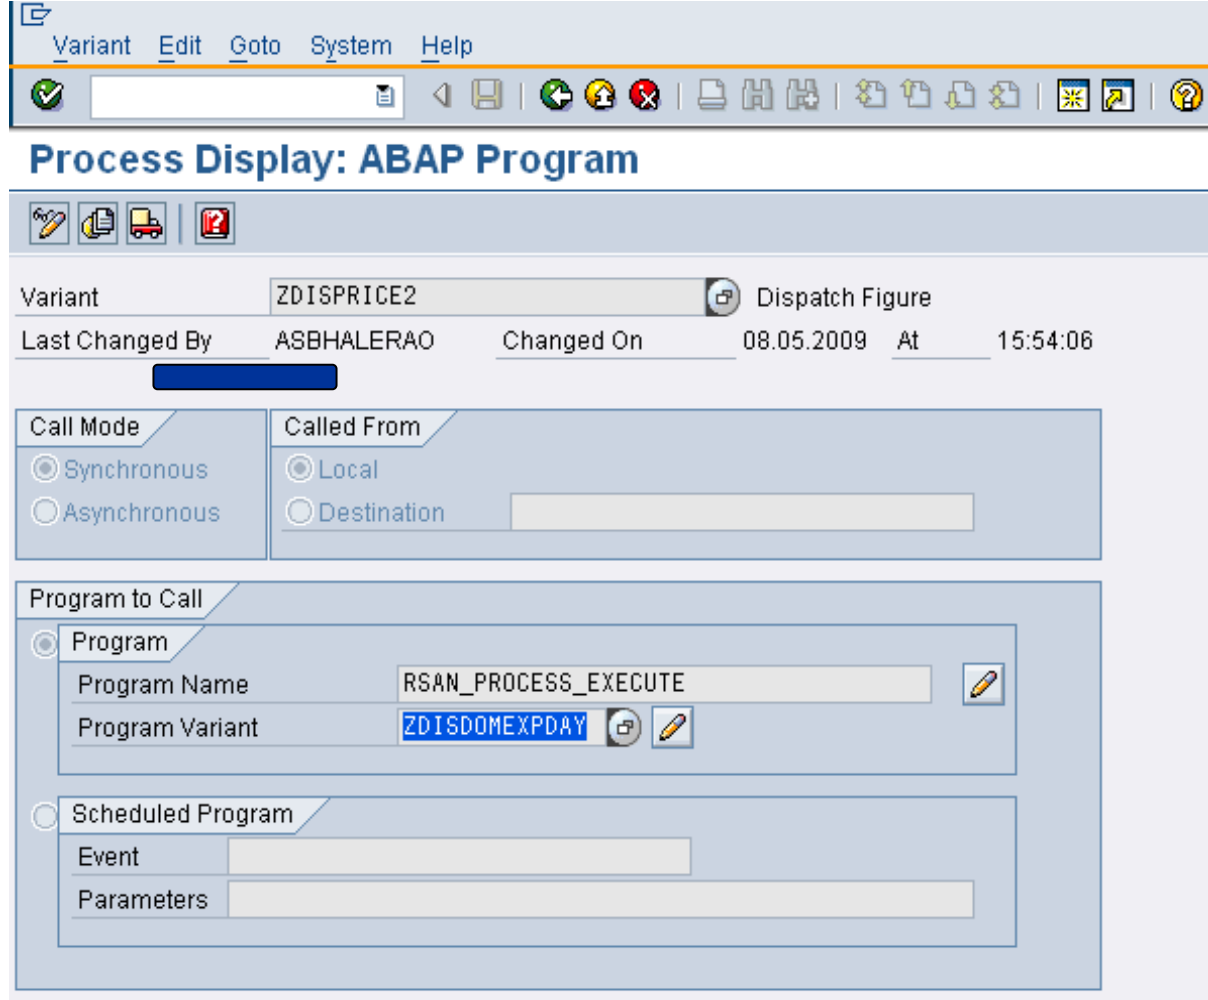 Variant Edit Goto System Help
Process Display: ABAP Program
Variant ZDISPRICE2 Dispatch Figure
Last Changed By ASBHALERAO Changed On 08.05.2009 At 15:54:06
Call Mode Called From
Synchronous Local
Asynchronous Destination
Program to Call
Program
Program Name RSAN_PROCESS_EXECUTE
Program Variant ZDISDOMEXPDAY
Scheduled Program
Event
Parameters